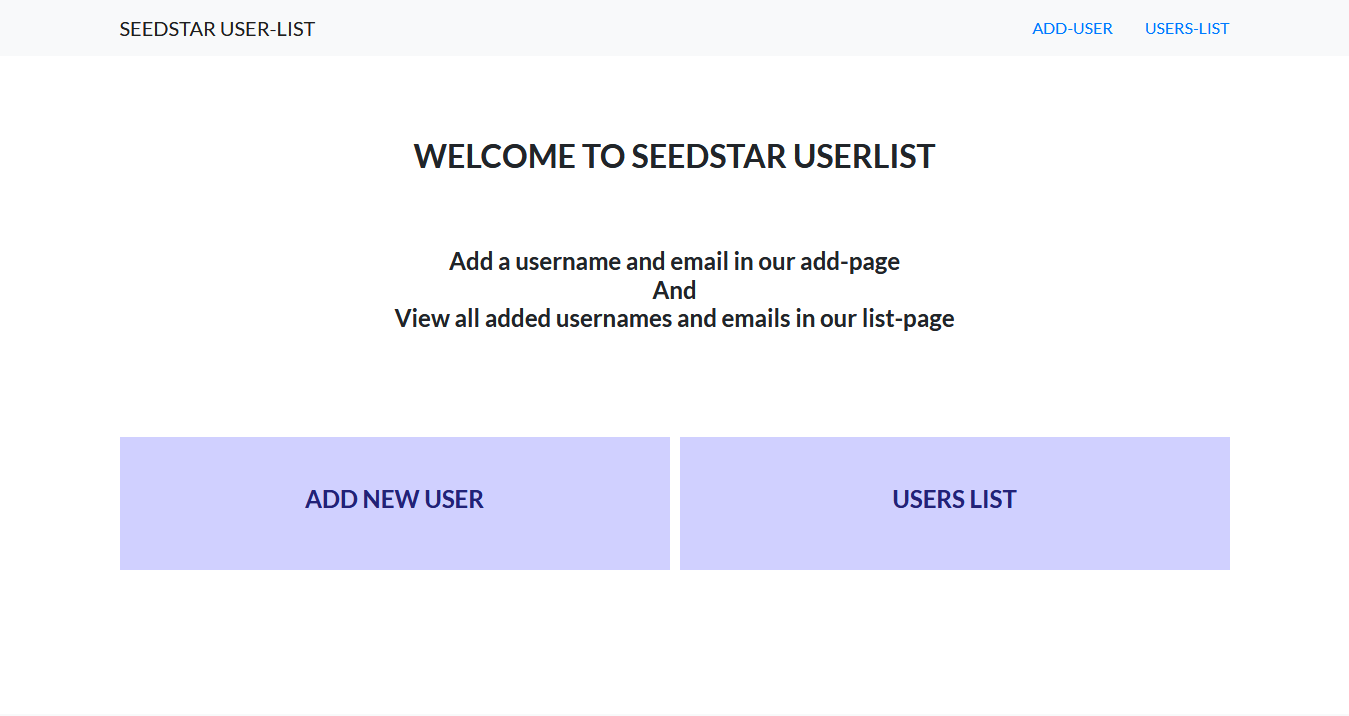 SEEDSTAR USER-LIST
ADD-USER
USERS-LIST
WELCOME TO SEEDSTAR USERLIST
Add a username and email in our add-page
And
View all added usernames and emails in our list-page
ADD NEW USER
USERS LIST